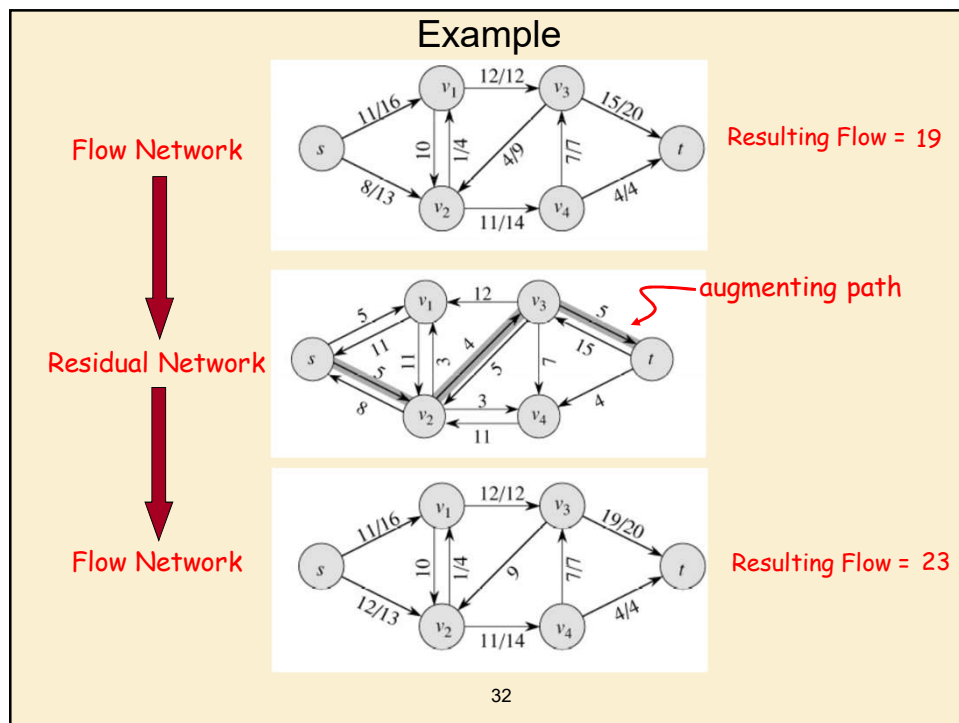 Example
Flow Network
11/16
12/12
15/20
s
v1
v3
10
1/4
4/9
7/7
t
8/13
v2
11/14
v4
4/4
Resulting Flow = 19
Residual Network
5
11
v1
12
v3
5
15
augmenting path
s
5
8
11
3
4
5
7
t
v2
3
11
v4
4
Flow Network
11/16
12/12
19/20
s
v1
v3
10
1/4
9
7/7
t
12/13
v2
11/14
v4
4/4
Resulting Flow = 23
32